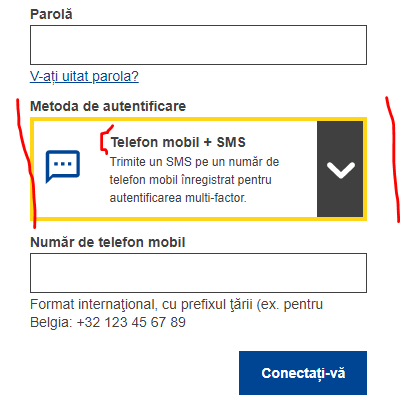 Parolă
V-ați uitat parola?
Metoda de autentificare
Telefon mobil + SMS
Trimite un SMS pe un număr de
telefon mobil înregistrat pentru
autentificarea multi-factor.
Număr de telefon mobil
Format internaţional, cu prefixul ţării (ex. pentru
Belgia: +32 123 45 67 89
Conectați-vă